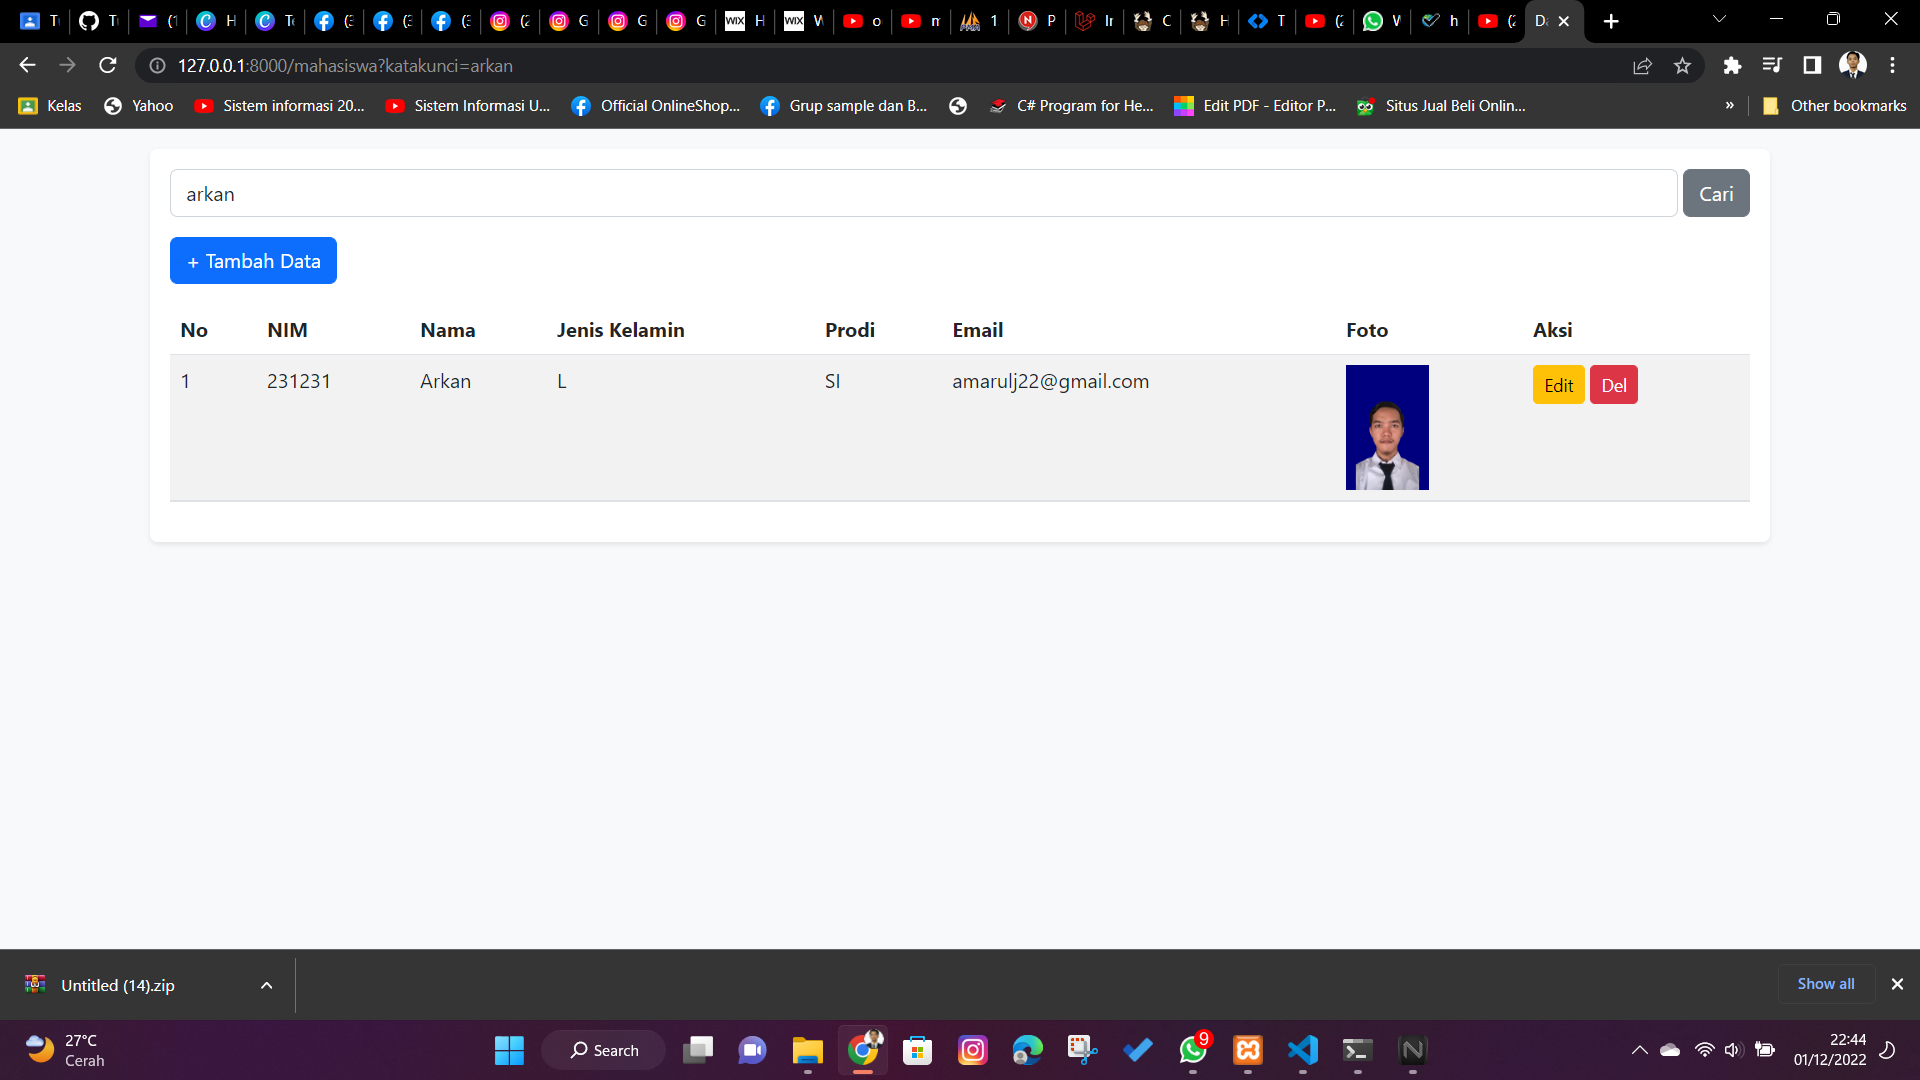 127.0.0.1:8000/mahasiswa?katakunci=arkan
Kelas Yahoo Sistem informasi 20... Sistem Informasi U... Official OnlineShop... Grup sample dan B... C# Program for He... Edit PDF - Editor P... Situs Jual Beli Onlin... » Other bookmarks
arkan
Cari
+ Tambah Data
No NIM Nama Jenis Kelamin Prodi Email Foto Aksi
1 231231 Arkan L SI amarulj22@gmail.com Edit Del
Untitled (14).zip
Show all
27°C
Cerah
Search
9
22:44
01/12/2022